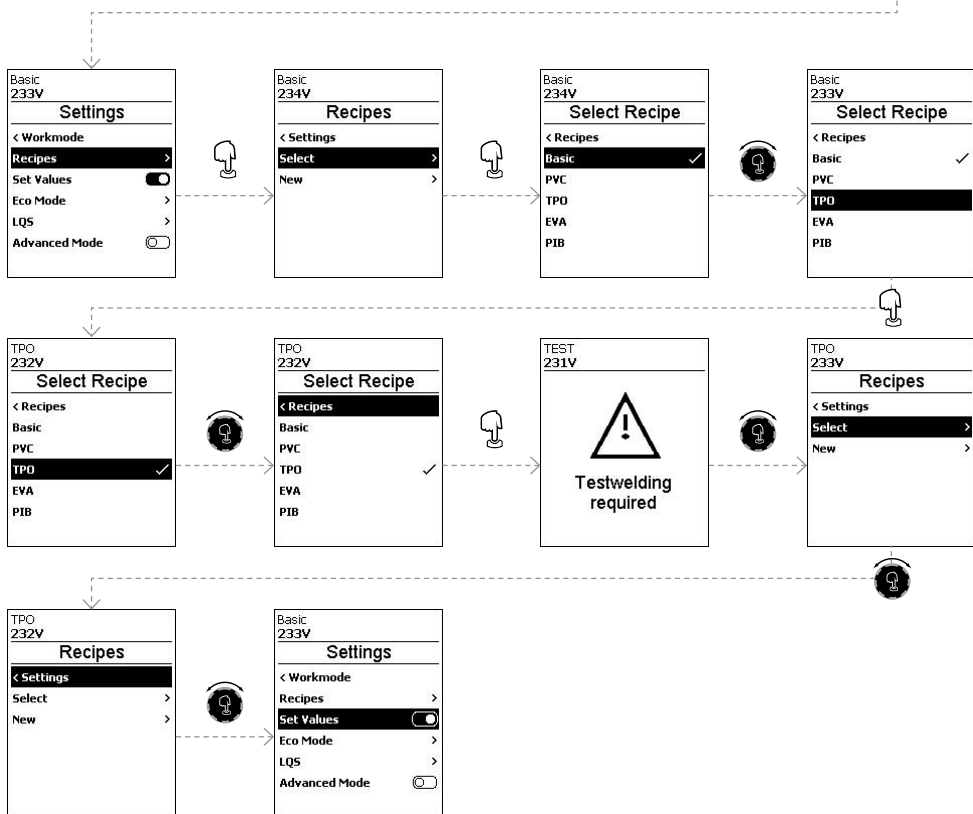 Basic
233V
Settings
< Workmode
Recipes >
Set Values
Eco Mode >
LQS >
Advanced Mode
Basic
234V
Recipes
< Settings
Select >
New >
Basic
234V
Select Recipe
< Recipes
Basic ✓
PVC
TPO
EVA
PIB
Basic
233V
Select Recipe
< Recipes
Basic ✓
PVC
TPO
EVA
PIB
TPO
232V
Select Recipe
< Recipes
Basic
PVC
TPO ✓
EVA
PIB
TPO
232V
Select Recipe
< Recipes
Basic
PVC
TPO ✓
EVA
PIB
TEST
231V
!
Testwelding
required
TPO
233V
Recipes
< Settings
Select >
New >
TPO
232V
Recipes
< Settings
Select >
New >
Basic
233V
Settings
< Workmode
Recipes >
Set Values
Eco Mode >
LQS >
Advanced Mode